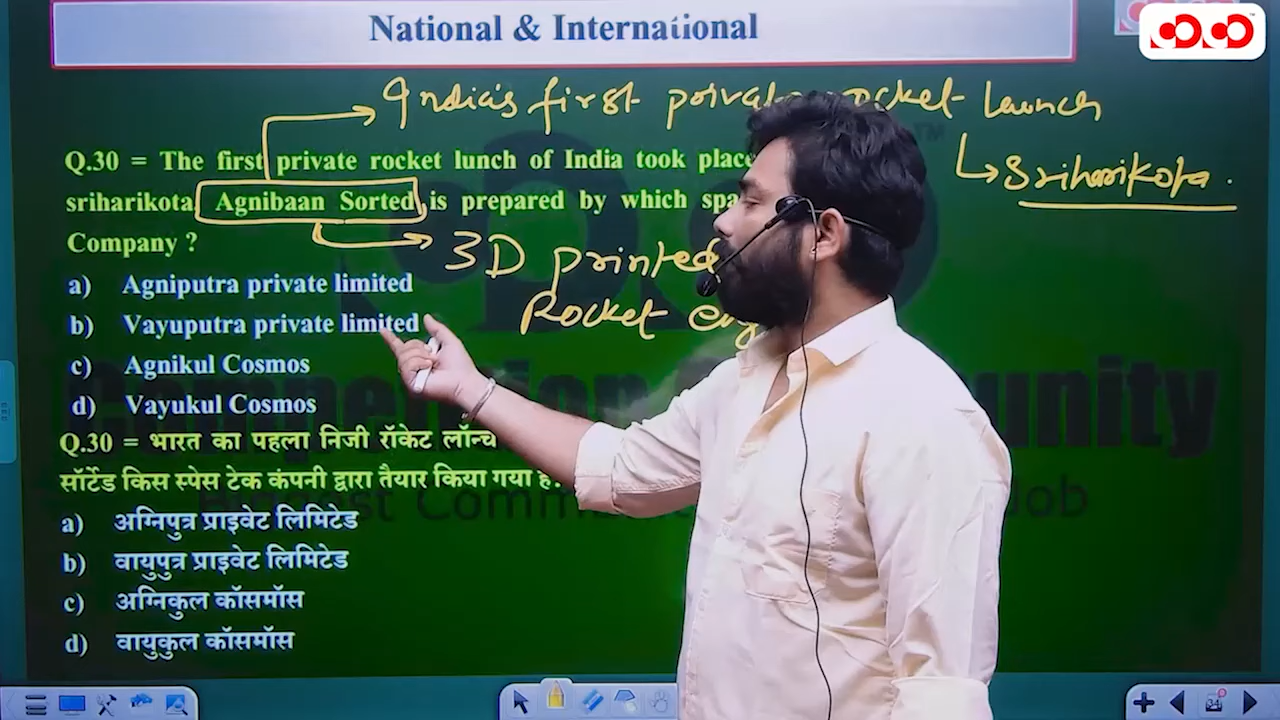 National & International
India's first private rocket launch
Sriharikota.
Q.30 = The first private rocket lunch of India took place
sriharikota Agnibaan Sorted, is prepared by which
Company ?
3D printed
Rocket
a) Agniputra private limited
b) Vayuputra private limited
c) Agnikul Cosmos
d) Vayukul Cosmos
Q.30 = भारत का पहला निजी रॉकेट लॉन्च
सॉर्टेड किस स्पेस टेक कंपनी द्वारा तैयार किया गया
a) अग्निपुत्र प्राइवेट लिमिटेड
b) वायुपुत्र प्राइवेट लिमिटेड
c) अग्निकुल कॉसमॉस
d) वायुकुल कॉसमॉस
34